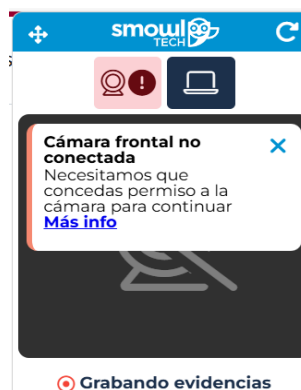 smowl
TECH
Cámara frontal no
conectada
Necesitamos que
concedas permiso a la
cámara para continuar
Más info
Grabando evidencias